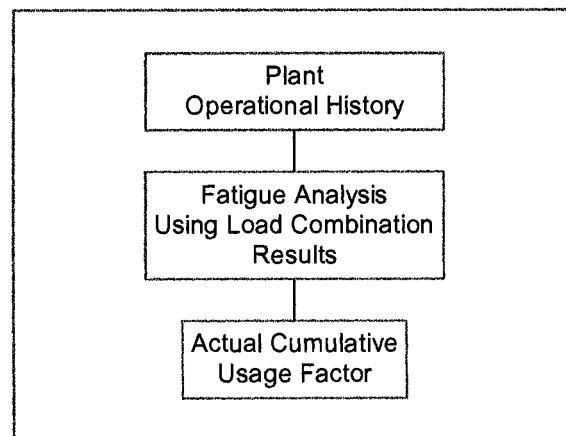 Plant
Operational History
Fatigue Analysis
Using Load Combination
Results
Actual Cumulative
Usage Factor